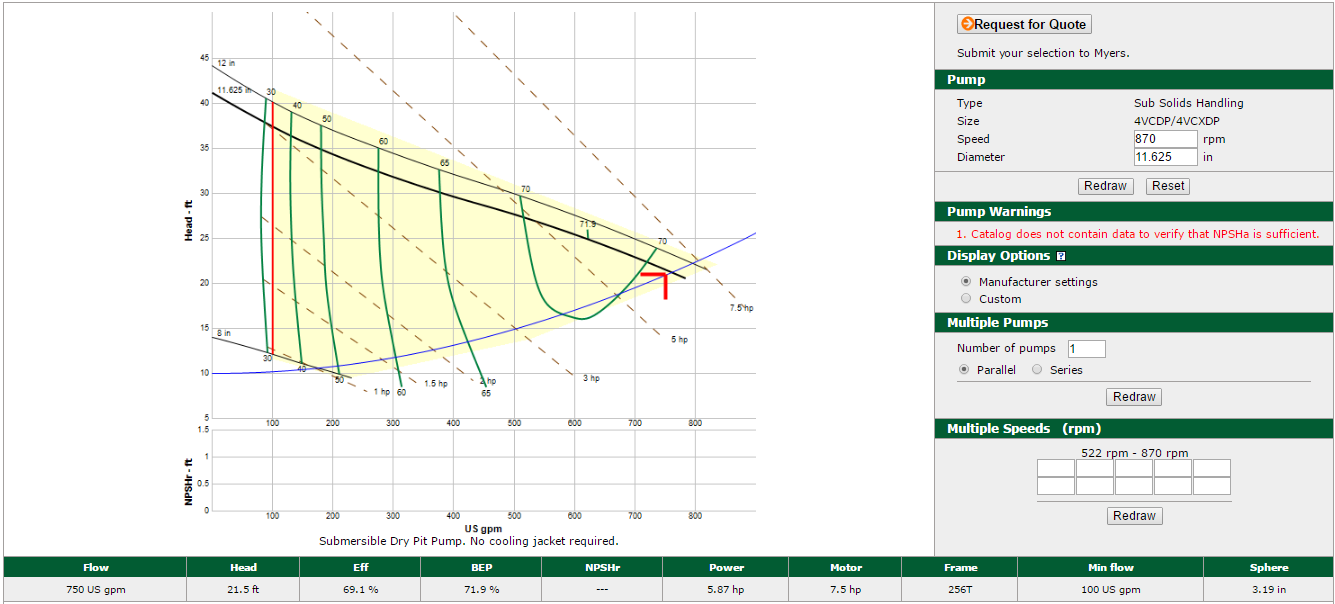 Request for Quote
Submit your selection to Myers.
Pump
Type Sub Solids Handling
Size 4VCDP/4VCXDP
Speed 870 rpm
Diameter 11.625 in
Redraw Reset
Pump Warnings
1. Catalog does not contain data to verify that NPSHa is sufficient.
Display Options ?
Manufacturer settings
Custom
Multiple Pumps
Number of pumps 1
Parallel Series
Redraw
Multiple Speeds (rpm)
522 rpm - 870 rpm
Redraw
Head - ft
45
40
35
30
25
20
15
10
5
12 in
11.625 in
8 in
30
40
50
60
65
70
71.9
70
30
40
50
60
65
1 hp
1.5 hp
2 hp
3 hp
5 hp
7.5 hp
100 200 300 400 500 600 700 800
NPSHr - ft
1.5
1
0.5
0
100 200 300 400 500 600 700 800
US gpm
Submersible Dry Pit Pump. No cooling jacket required.
Flow Head Eff BEP NPSHr Power Motor Frame Min flow Sphere
750 US gpm 21.5 ft 69.1 % 71.9 % --- 5.87 hp 7.5 hp 256T 100 US gpm 3.19 in